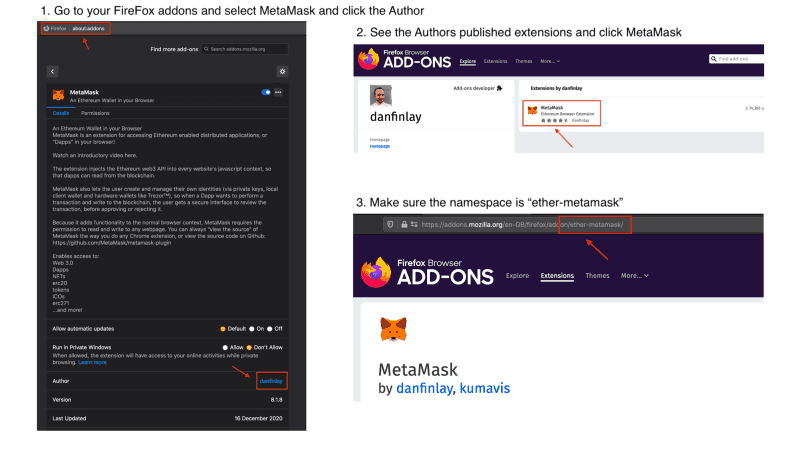 1. Go to your FireFox addons and select MetaMask and click the Author
Firefox about:addons
Find more add-ons
Search addons.mozilla.org
MetaMask
An Ethereum Wallet in your Browser
Details Permissions
An Ethereum Wallet in your Browser
MetaMask is an extension for accessing Ethereum enabled distributed applications, or
"Dapps" in your browser!
Watch an introductory video here.
The extension injects the Ethereum web3 API into every website's javascript context, so
that dapps can read from the blockchain.
MetaMask also lets the user create and manage their own identities (via private keys, local
client wallet and hardware wallets like Trezor™), so when a Dapp wants to perform a
transaction and write to the blockchain, the user gets a secure interface to review the
transaction, before approving or rejecting it.
Because it adds functionality to the normal browser context, MetaMask requires the
permission to read and write to any webpage. You can always "view the source" of
MetaMask the way you do any Chrome extension, or view the source code on Github:
https://github.com/MetaMask/metamask-plugin
Enables access to:
Web 3.0
Dapps
NFTs
erc20
tokens
ICOs
erc271
...and more!
Allow automatic updates Default On Off
Run in Private Windows Allow Don't Allow
When allowed, the extension will have access to your online activities while private
browsing. Learn more
Author danfinlay
Version 8.1.8
Last Updated 16 December 2020
2. See the Authors published extensions and click MetaMask
Firefox Browser
ADD-ONS Explore Extensions Themes More...
Find add-ons
Add-ons developer
danfinlay
Homepage
Homepage
Extensions by danfinlay
MetaMask
Ethereum Browser Extension
danfinlay
3. Make sure the namespace is “ether-metamask”
https://addons.mozilla.org/en-GB/firefox/addon/ether-metamask/
Firefox Browser
ADD-ONS Explore Extensions Themes More...
MetaMask
by danfinlay, kumavis